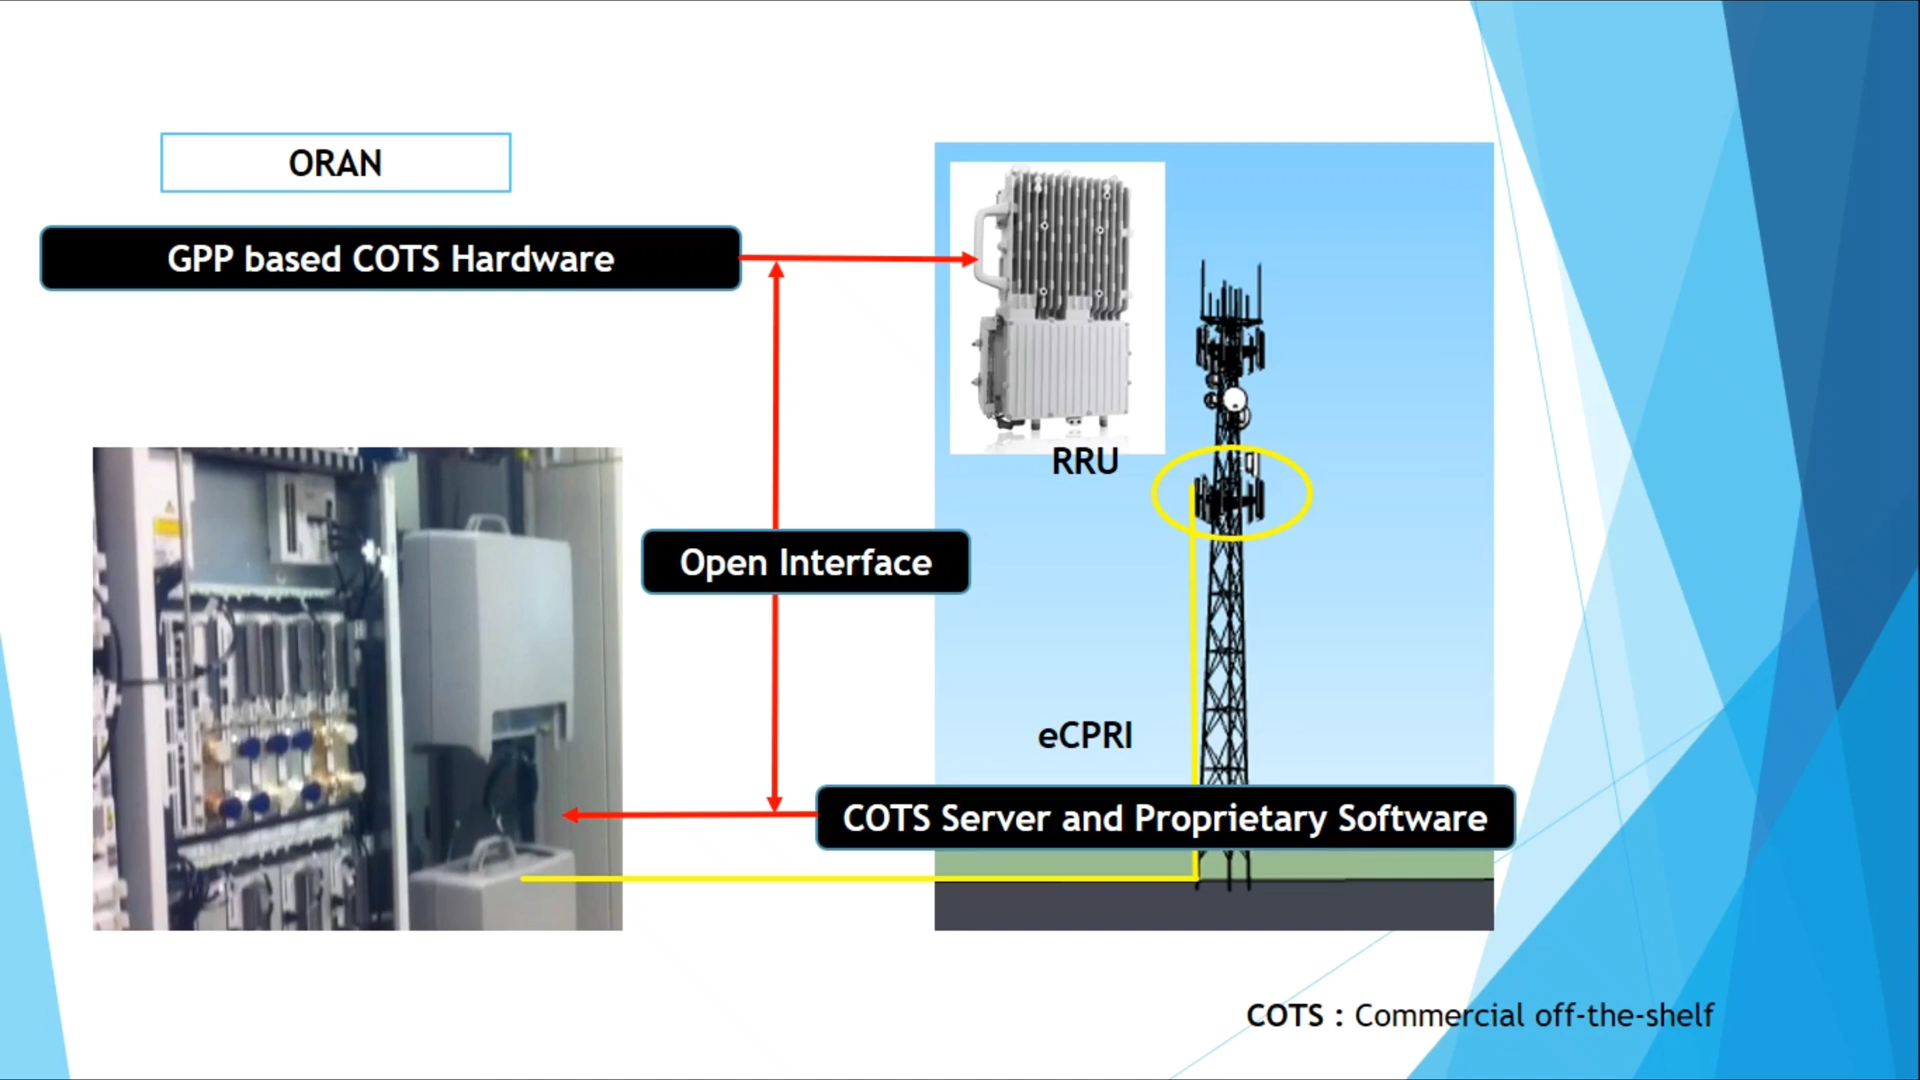 ORAN
GPP based COTS Hardware
RRU
Open Interface
eCPRI
COTS Server and Proprietary Software
COTS : Commercial off-the-shelf